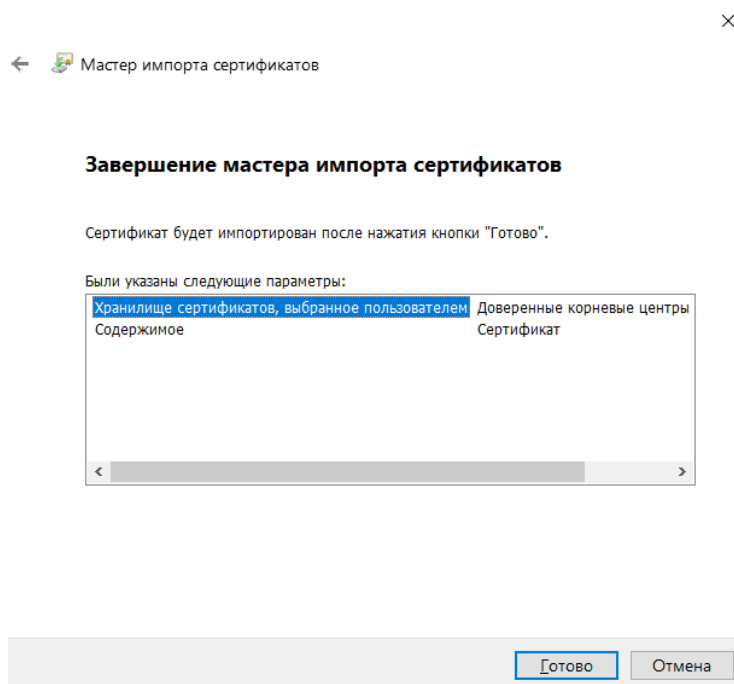 Мастер импорта сертификатов
Завершение мастера импорта сертификатов
Сертификат будет импортирован после нажатия кнопки "Готово".
Были указаны следующие параметры:
Хранилище сертификатов, выбранное пользователем Доверенные корневые центры
Содержимое Сертификат
Готово Отмена